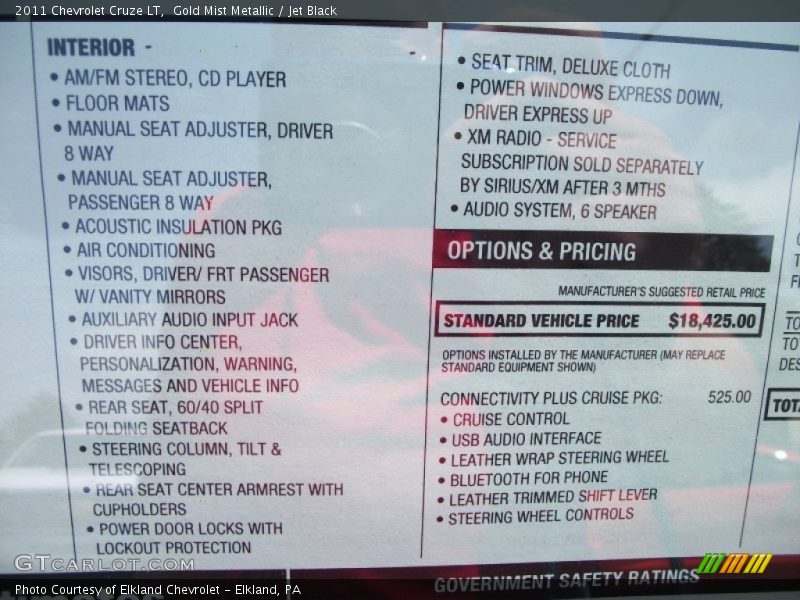 2011 Chevrolet Cruze LT, Gold Mist Metallic / Jet Black
INTERIOR -
• AM/FM STEREO, CD PLAYER
• FLOOR MATS
• MANUAL SEAT ADJUSTER, DRIVER
8 WAY
• MANUAL SEAT ADJUSTER,
PASSENGER 8 WAY
• ACOUSTIC INSULATION PKG
• AIR CONDITIONING
• VISORS, DRIVER/ FRT PASSENGER
W/ VANITY MIRRORS
• AUXILIARY AUDIO INPUT JACK
• DRIVER INFO CENTER,
PERSONALIZATION, WARNING,
MESSAGES AND VEHICLE INFO
• REAR SEAT, 60/40 SPLIT
FOLDING SEATBACK
• STEERING COLUMN, TILT &
TELESCOPING
• REAR SEAT CENTER ARMREST WITH
CUPHOLDERS
• POWER DOOR LOCKS WITH
LOCKOUT PROTECTION
• SEAT TRIM, DELUXE CLOTH
• POWER WINDOWS EXPRESS DOWN,
DRIVER EXPRESS UP
• XM RADIO - SERVICE
SUBSCRIPTION SOLD SEPARATELY
BY SIRIUS/XM AFTER 3 MTHS
• AUDIO SYSTEM, 6 SPEAKER
OPTIONS & PRICING
MANUFACTURER'S SUGGESTED RETAIL PRICE
STANDARD VEHICLE PRICE $18,425.00
OPTIONS INSTALLED BY THE MANUFACTURER (MAY REPLACE
STANDARD EQUIPMENT SHOWN)
CONNECTIVITY PLUS CRUISE PKG: 525.00
• CRUISE CONTROL
• USB AUDIO INTERFACE
• LEATHER WRAP STEERING WHEEL
• BLUETOOTH FOR PHONE
• LEATHER TRIMMED SHIFT LEVER
• STEERING WHEEL CONTROLS
GOVERNMENT SAFETY RATINGS
TO
DES
GTcarlot.com
Photo Courtesy of Elkland Chevrolet - Elkland, PA